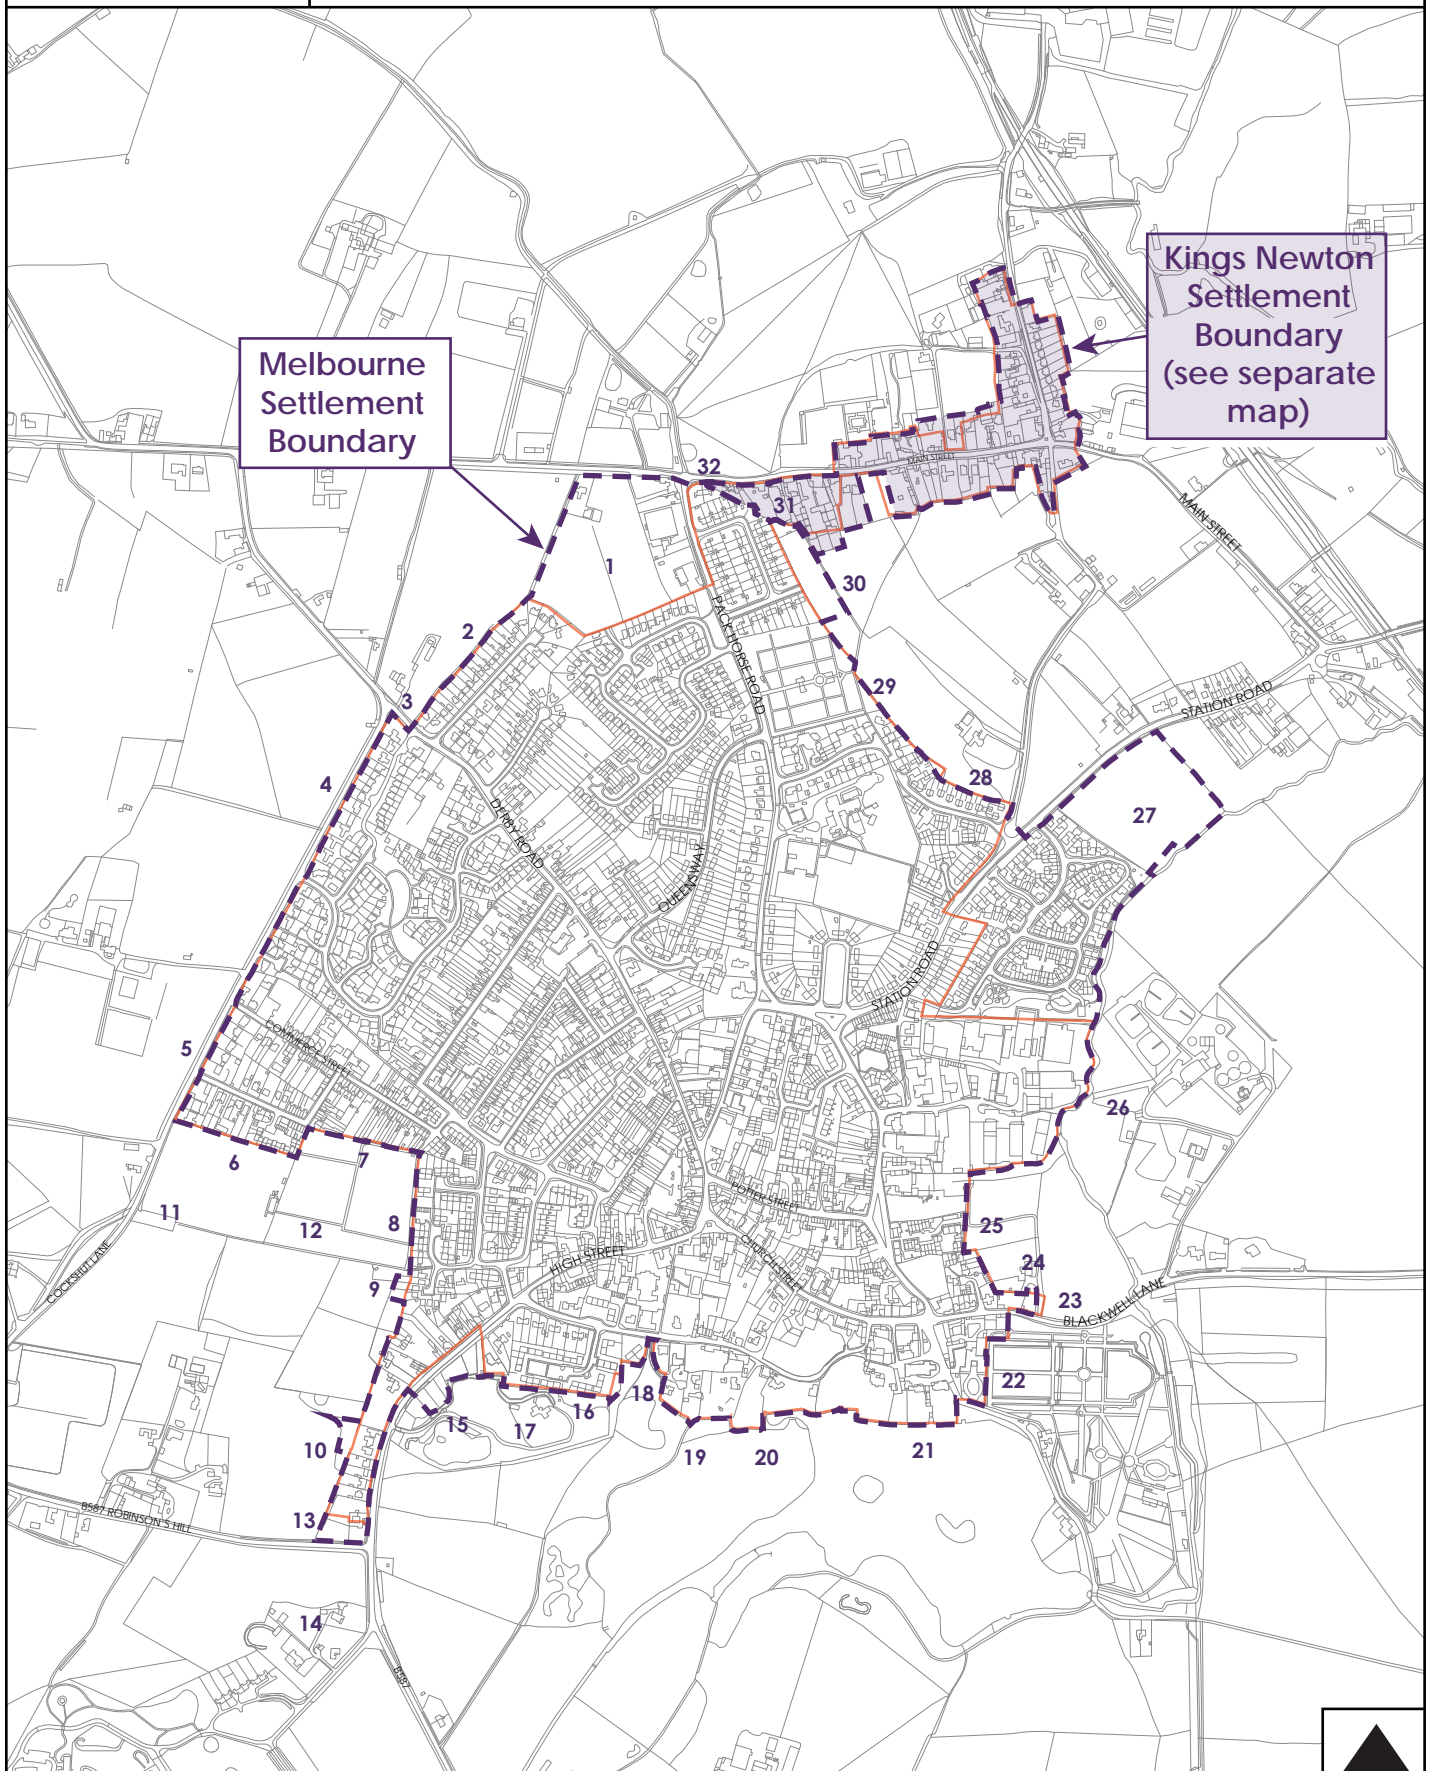 Kings Newton
Settlement
Boundary
(see separate
map)
Melbourne
Settlement
Boundary
MAIN STREET
32
MAIN STREET
31
1
30
PACK HORSE ROAD
2
29
3
STATION ROAD
28
4
27
DERBY ROAD
QUEENSWAY
STATION ROAD
5
COMMERCE STREET
26
6
7
POTTER STREET
11
12
8
25
CHURCH STREET
HIGH STREET
24
COCKSHUT LANE
9
23
BLACKWELL LANE
22
18
16
15
17
10
19
20
21
B587 ROBINSON'S HILL
13
14
B587